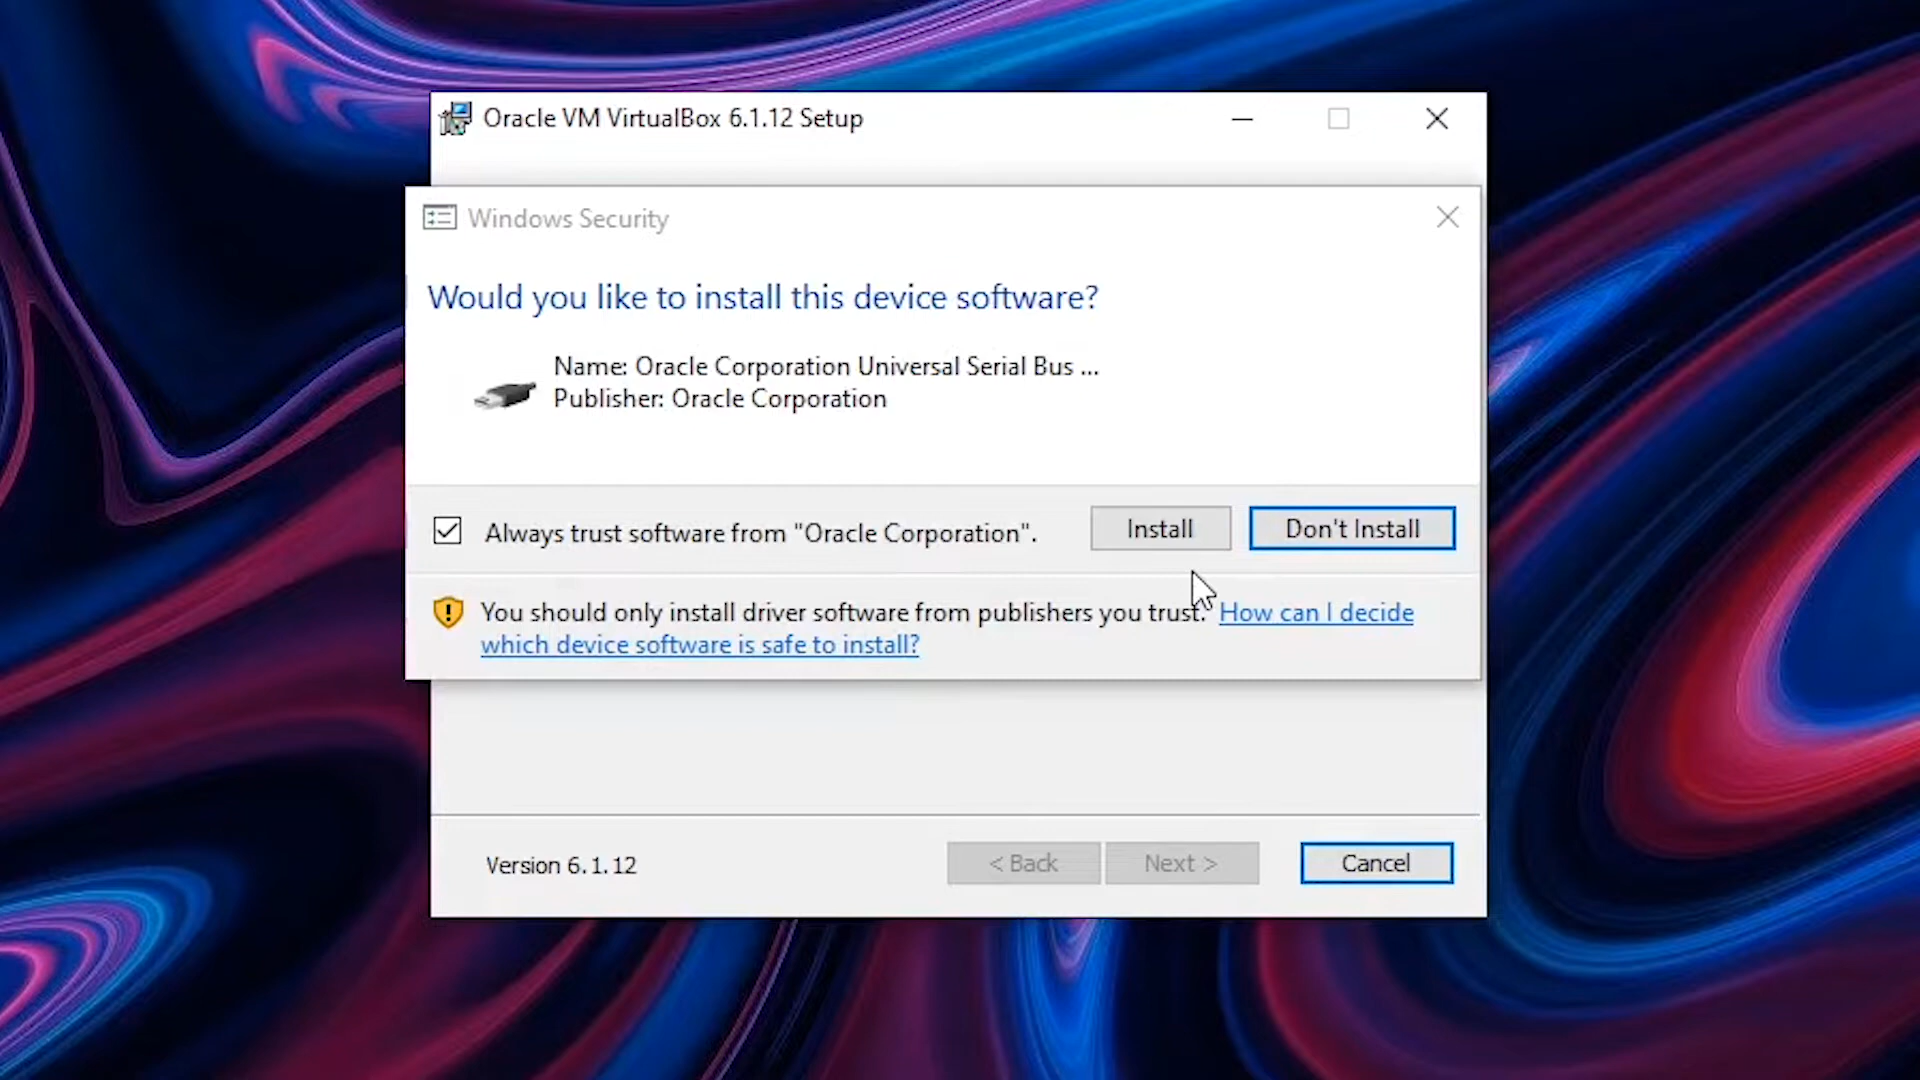 Oracle VM VirtualBox 6.1.12 Setup
Windows Security
Would you like to install this device software?
Name: Oracle Corporation Universal Serial Bus ...
Publisher: Oracle Corporation
Always trust software from "Oracle Corporation".
Install
Don't Install
You should only install driver software from publishers you trust. How can I decide
which device software is safe to install?
Version 6.1.12
< Back
Next >
Cancel